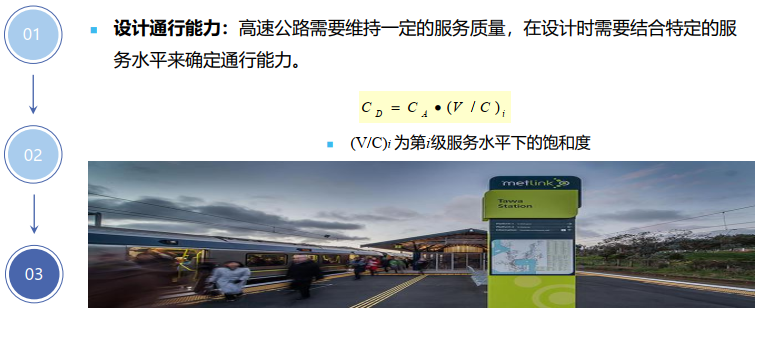 01
设计通行能力：高速公路需要维持一定的服务质量，在设计时需要结合特定的服
务水平来确定通行能力。
C_D = C_A • (V / C)_i
02
(V/C)i 为第i级服务水平下的饱和度
metlink
Tawa
Station
03